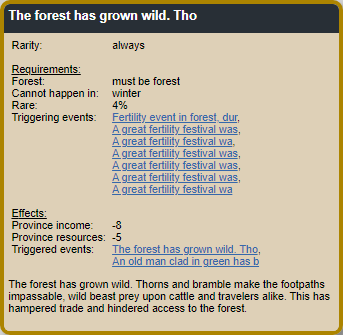 The forest has grown wild. Tho
Rarity: always
Requirements:
Forest: must be forest
Cannot happen in: winter
Rare: 4%
Triggering events: Fertility event in forest, dur,
A great fertility festival was,
A great fertility festival wa,
A great fertility festival was,
A great fertility festival was,
A great fertility festival was,
A great fertility festival wa
Effects:
Province income: -8
Province resources: -5
Triggered events: The forest has grown wild. Tho,
An old man clad in green has b
The forest has grown wild. Thorns and bramble make the footpaths
impassable, wild beast prey upon cattle and travelers alike. This has
hampered trade and hindered access to the forest.